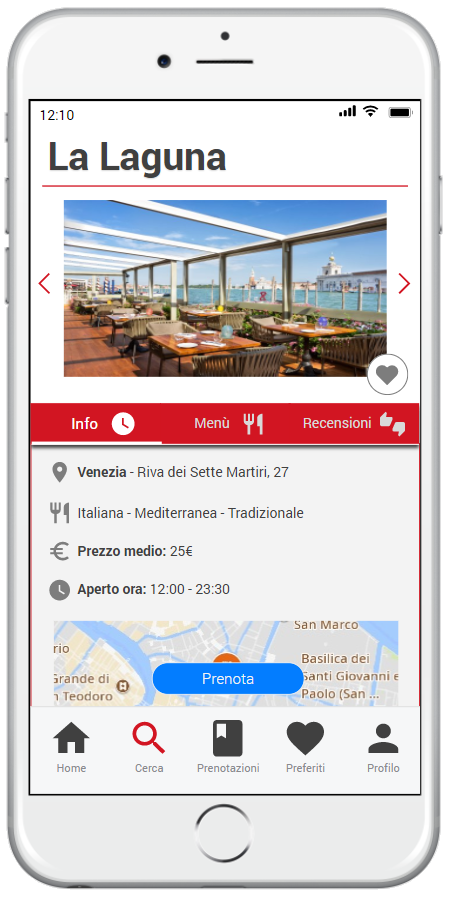 12:10
La Laguna
Info
Menù
Recensioni
Venezia - Riva dei Sette Martiri, 27
Italiana - Mediterranea - Tradizionale
Prezzo medio: 25€
Aperto ora: 12:00 - 23:30
San Marco
rio
Basilica dei
Santi Giovanni e
Paolo (San ...
Grande di
n Teodoro
Prenota
Home
Cerca
Prenotazioni
Preferiti
Profilo